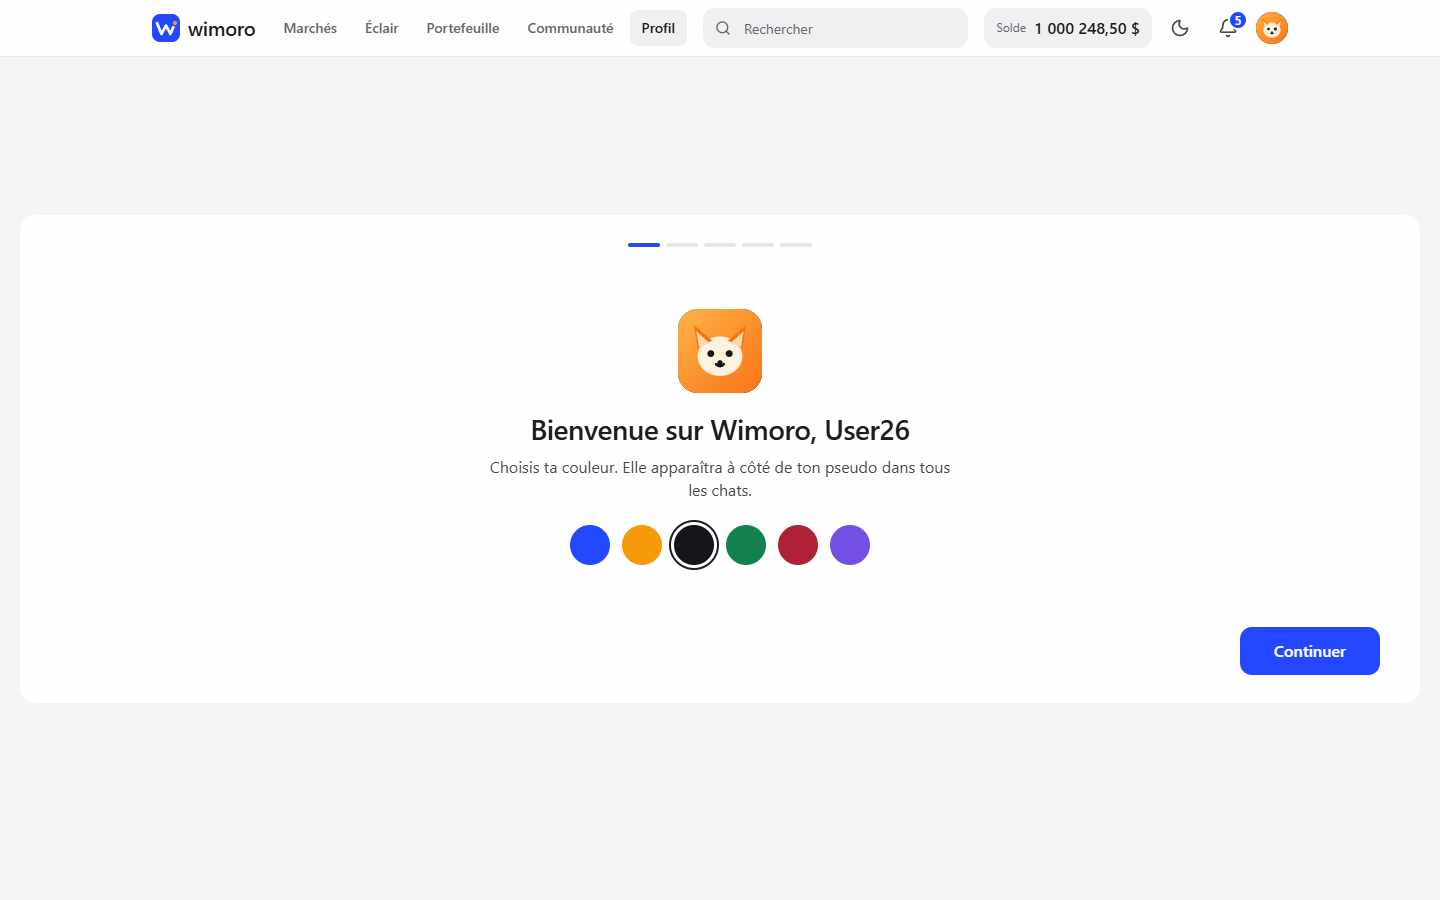 wimoro
Marchés
Éclair
Portefeuille
Communauté
Profil
Rechercher
Solde 1 000 248,50 $
5
Bienvenue sur Wimoro, User26
Choisis ta couleur. Elle apparaîtra à côté de ton pseudo dans tous
les chats.
Continuer